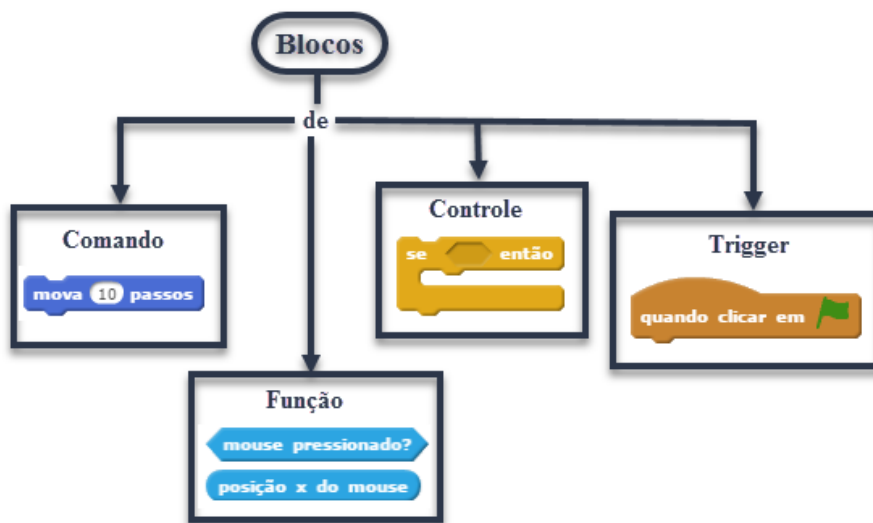 Blocos
de
Comando
mova 10 passos
Função
mouse pressionado?
posição x do mouse
Controle
se então
Trigger
quando clicar em